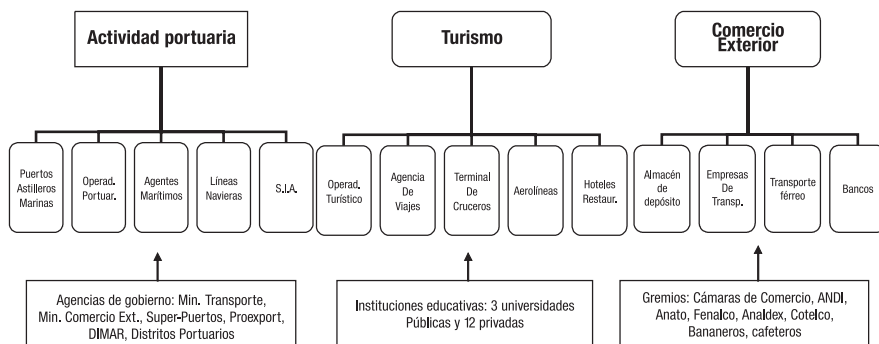 Actividad portuaria
Turismo
Comercio
Exterior
Puertos
Astilleros
Marinas
Operad.
Portuar.
Agentes
Marítimos
Líneas
Navieras
S.I.A.
Operad.
Turístico
Agencia
De
Viajes
Terminal
De
Cruceros
Aerolíneas
Hoteles
Restaur.
Almacén
de
depósito
Empresas
De
Transp.
Transporte
férreo
Bancos
Agencias de gobierno: Min. Transporte,
Min. Comercio Ext., Super-Puertos, Proexport,
DIMAR, Distritos Portuarios
Instituciones educativas: 3 universidades
Públicas y 12 privadas
Gremios: Cámaras de Comercio, ANDI,
Anato, Fenalco, Analdex, Cotelco,
Bananeros, cafeteros